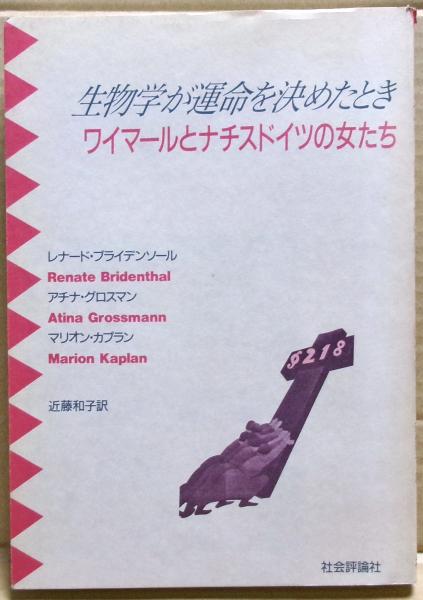 生物学が運命を決めたとき
ワイマールとナチスドイツの女たち
レナード・ブライデンソール
Renate Bridenthal
アチナ・グロスマン
Atina Grossmann
マリオン・カプラン
Marion Kaplan
近藤和子訳
§218
社会評論社